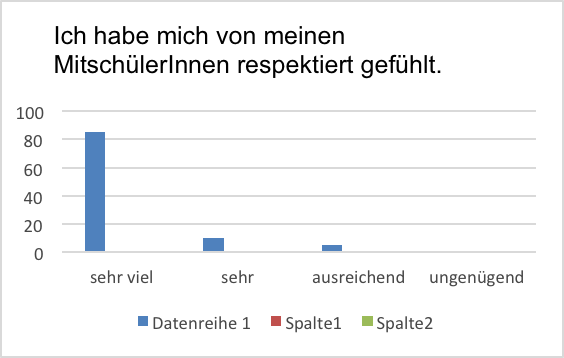 Ich habe mich von meinen
MitschülerInnen respektiert gefühlt.
100
80
60
40
20
0
sehr viel sehr ausreichend ungenügend
Datenreihe 1 Spalte1 Spalte2